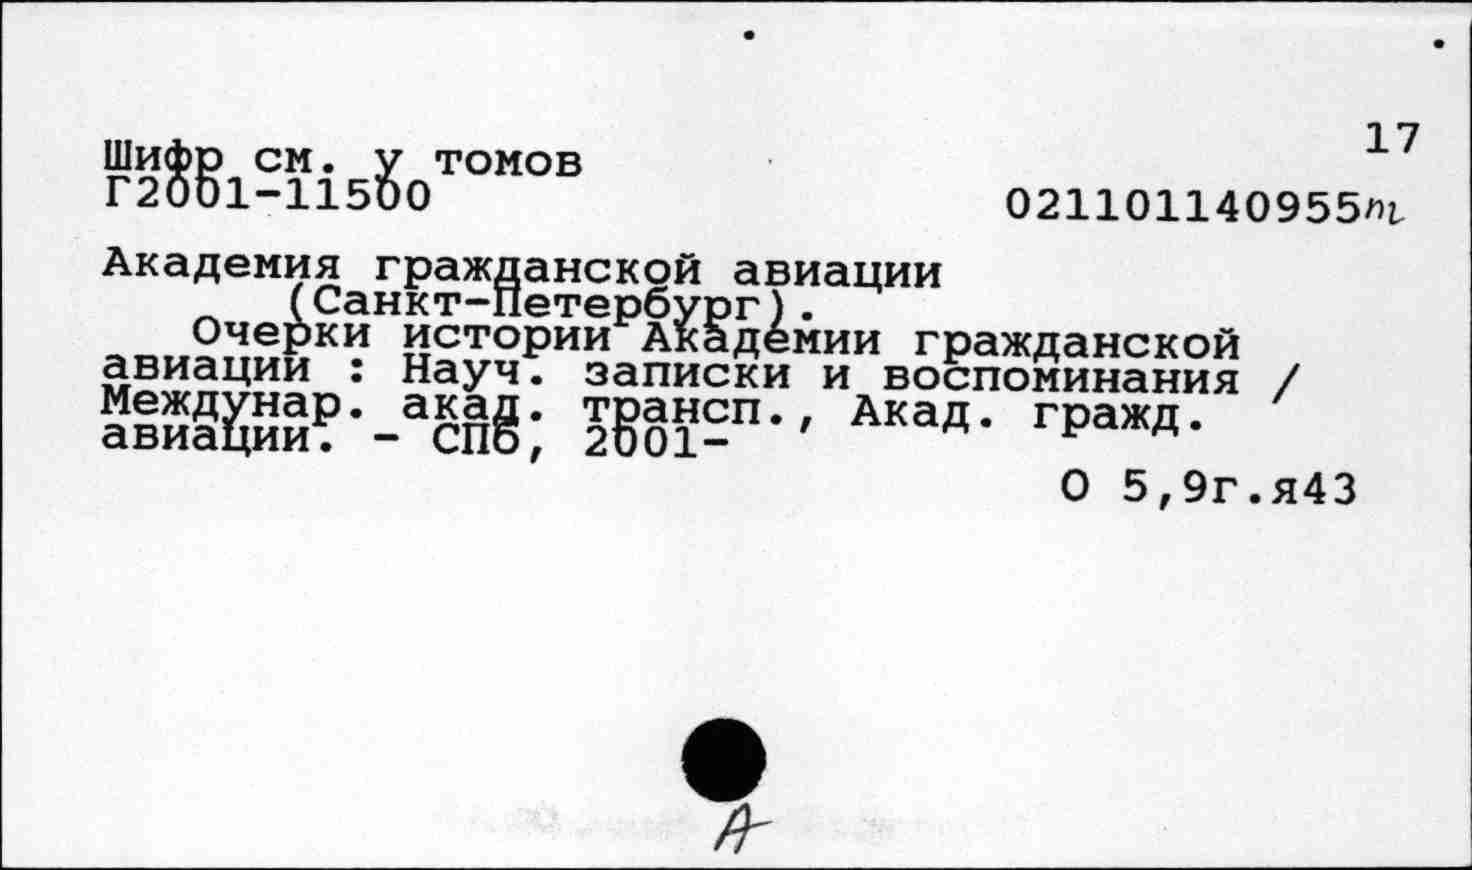 17
Шифр см. у томов
Г2001-11500
021101140955m
Академия гражданской авиации
(Санкт-Петербург).
Очерки истории Академии гражданской
авиации : Науч. записки и воспоминания /
Междунар. акад. трансп., Акад. гражд.
авиации. - СПб, 2001-
О 5,9г.я43
А